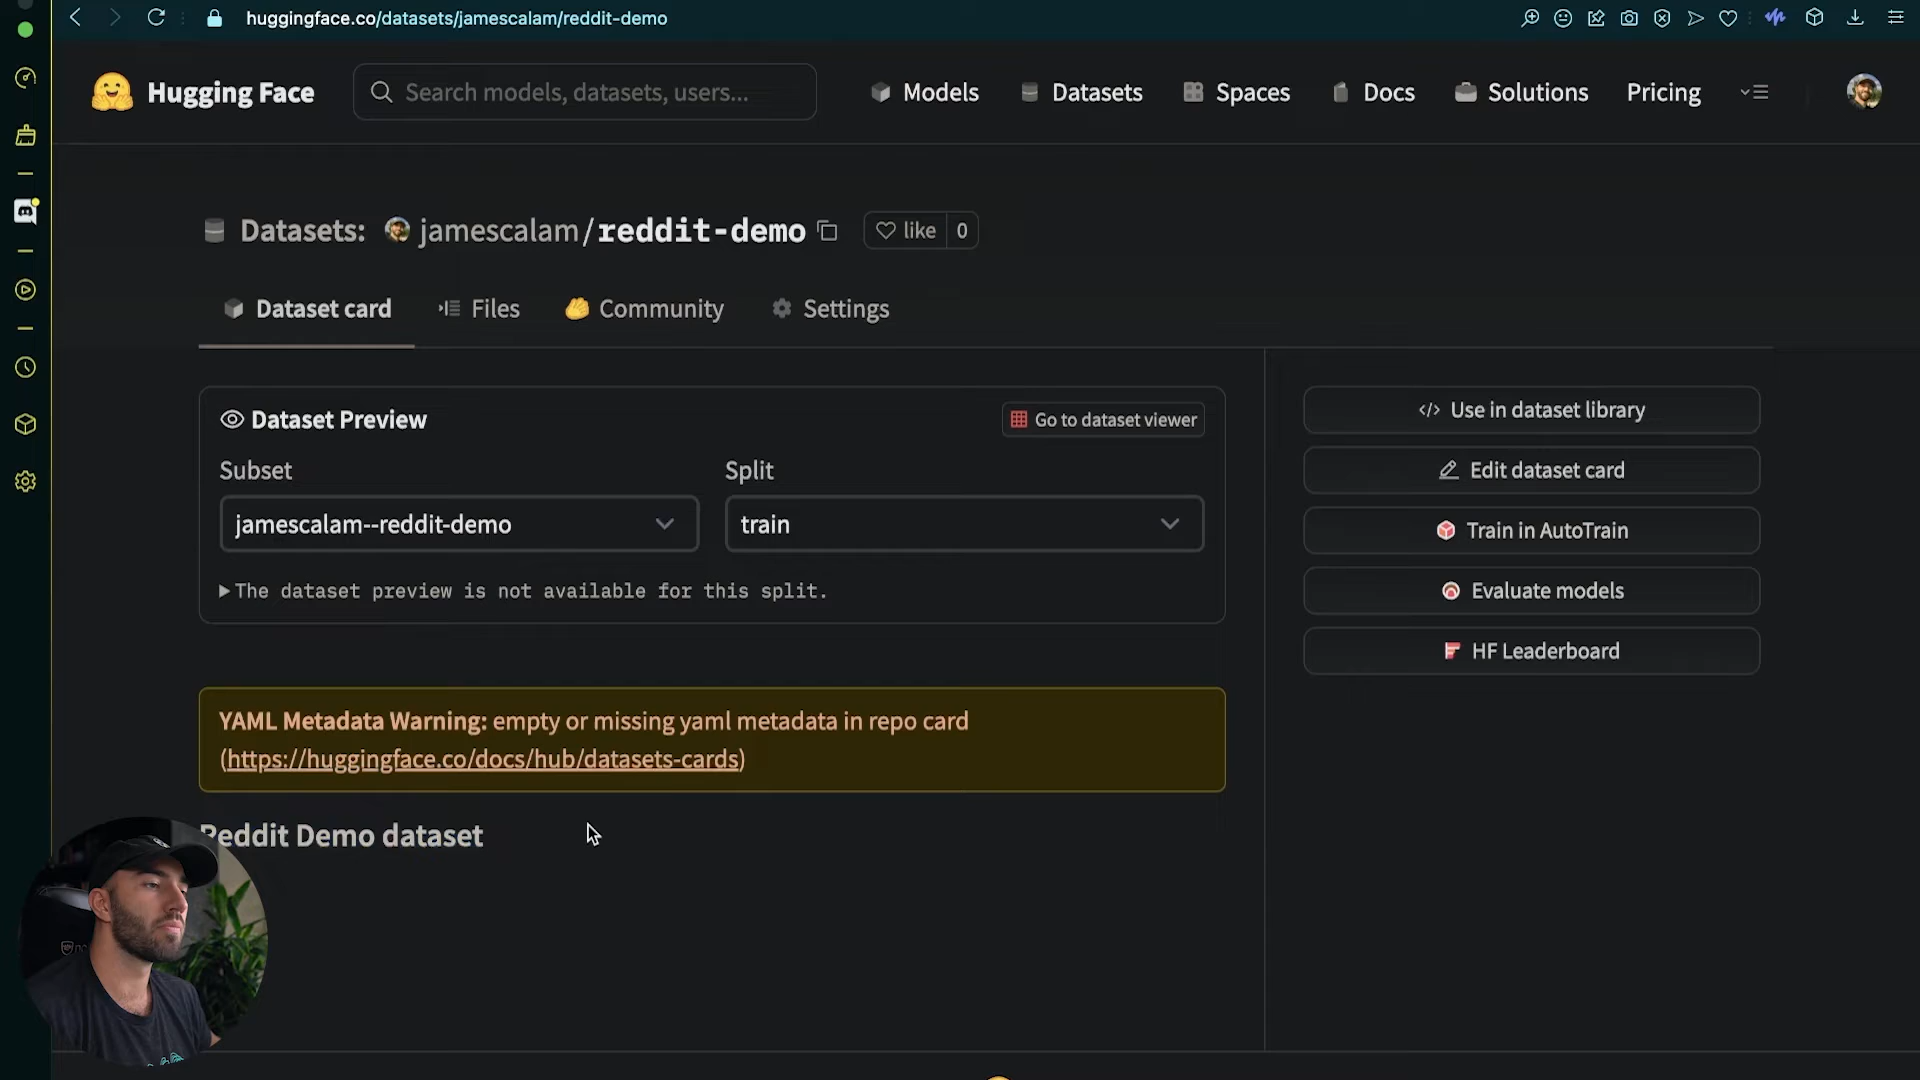 huggingface.co/datasets/jamescalam/reddit-demo
Hugging Face
Search models, datasets, users...
Models
Datasets
Spaces
Docs
Solutions
Pricing
Datasets: jamescalam/reddit-demo
like 0
Dataset card
Files
Community
Settings
Dataset Preview
Go to dataset viewer
Subset
Split
jamescalam--reddit-demo
train
The dataset preview is not available for this split.
Use in dataset library
Edit dataset card
Train in AutoTrain
Evaluate models
HF Leaderboard
YAML Metadata Warning: empty or missing yaml metadata in repo card
(https://huggingface.co/docs/hub/datasets-cards)
Reddit Demo dataset